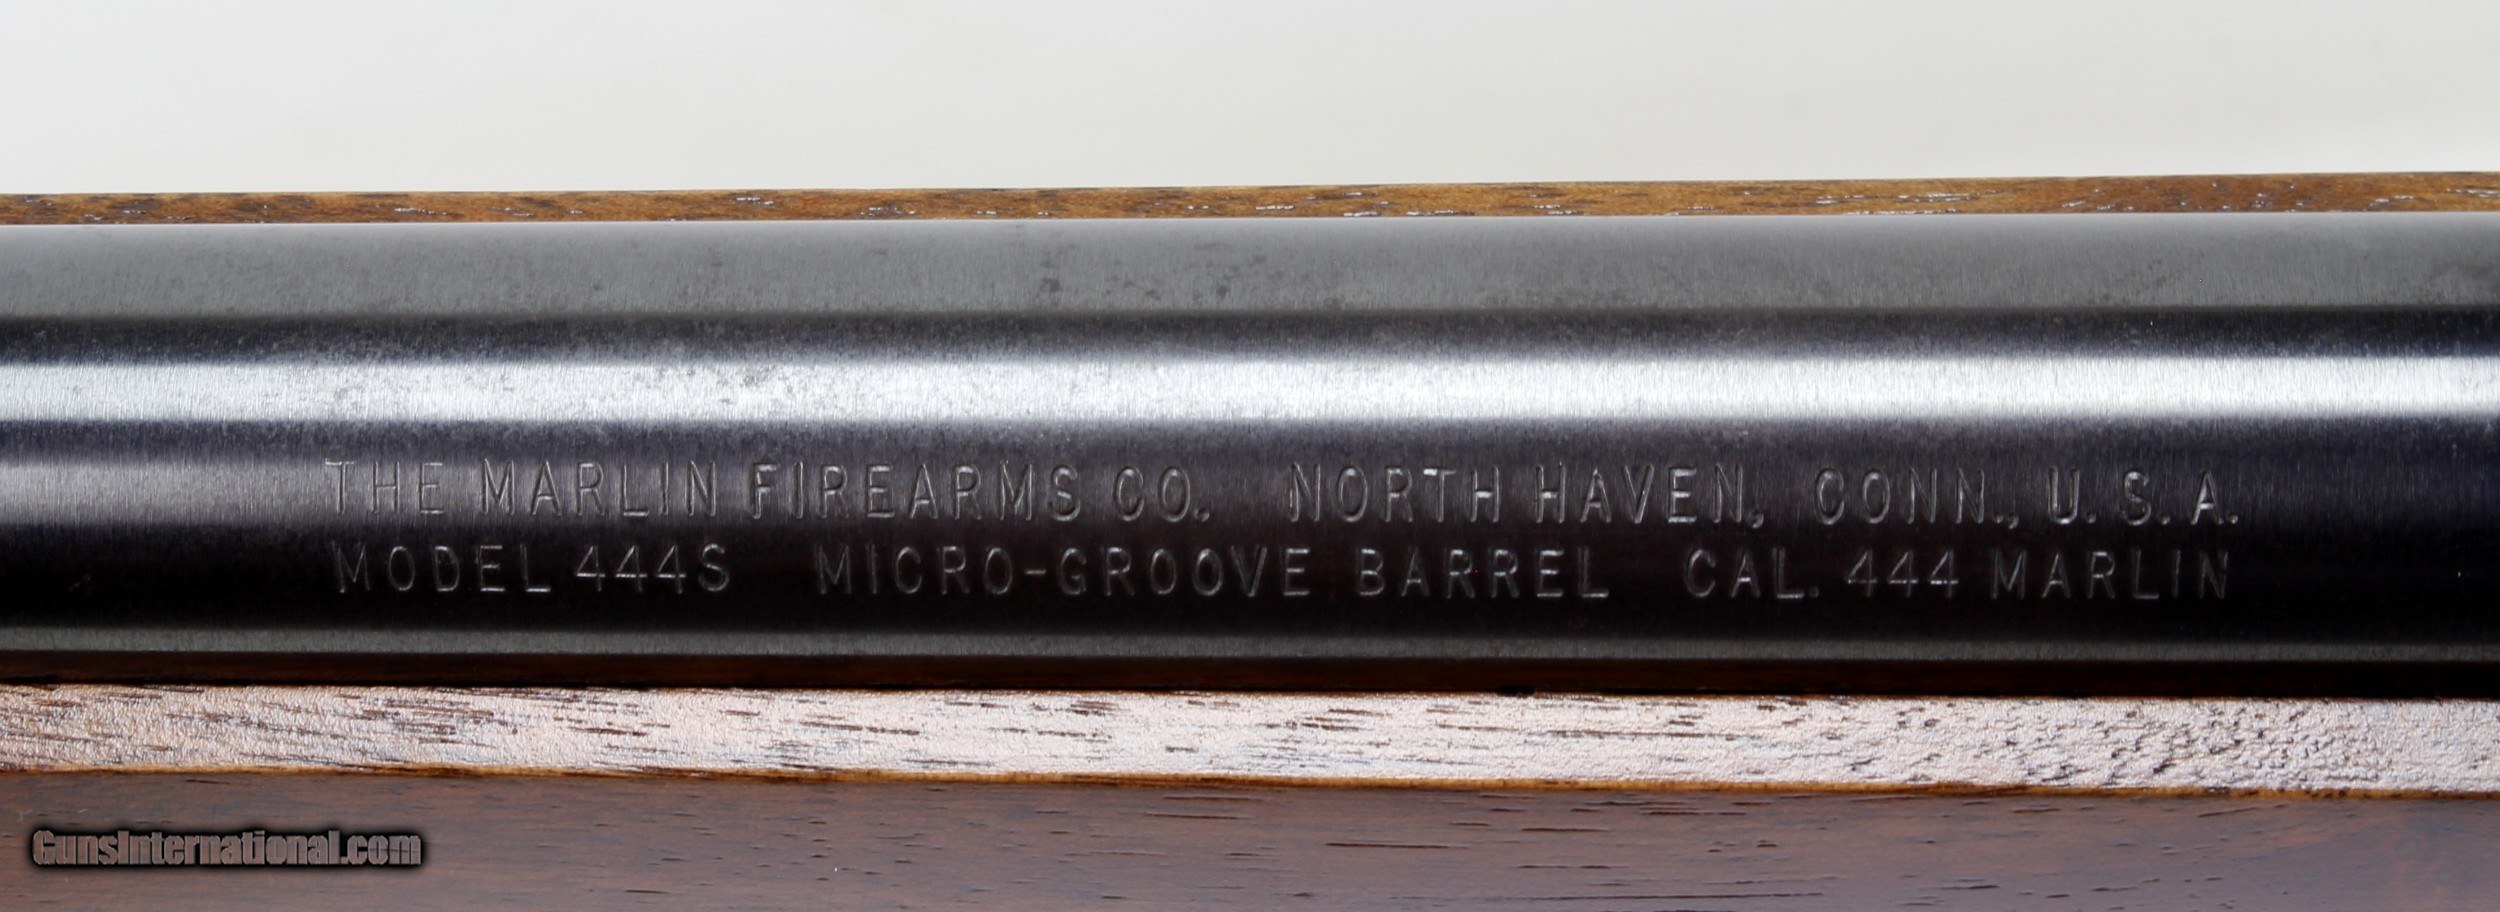 THE MARLIN FIREARMS CO. NORTH HAVEN, CONN., U.S.A.
MODEL 444S MICRO-GROOVE BARREL CAL. 444 MARLIN
GunsInternational.com